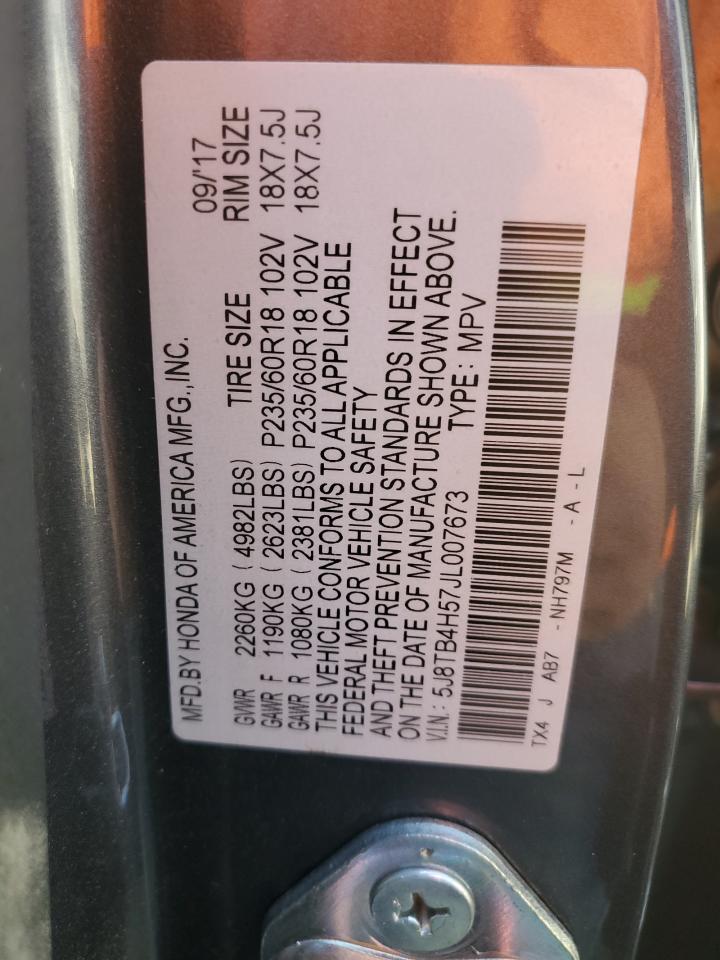 MFD.BY HONDA OF AMERICA MFG.,INC.
09/'17
GVWR 2260KG ( 4982LBS) TIRE SIZE RIM SIZE
GAWR F 1190KG ( 2623LBS) P235/60R18 102V 18X7.5J
GAWR R 1080KG ( 2381LBS) P235/60R18 102V 18X7.5J
THIS VEHICLE CONFORMS TO ALL APPLICABLE
FEDERAL MOTOR VEHICLE SAFETY
AND THEFT PREVENTION STANDARDS IN EFFECT
ON THE DATE OF MANUFACTURE SHOWN ABOVE.
V.I.N.: 5J8TB4H57JL007673 TYPE: MPV
TX4 J AB7 - NH797M - A - L